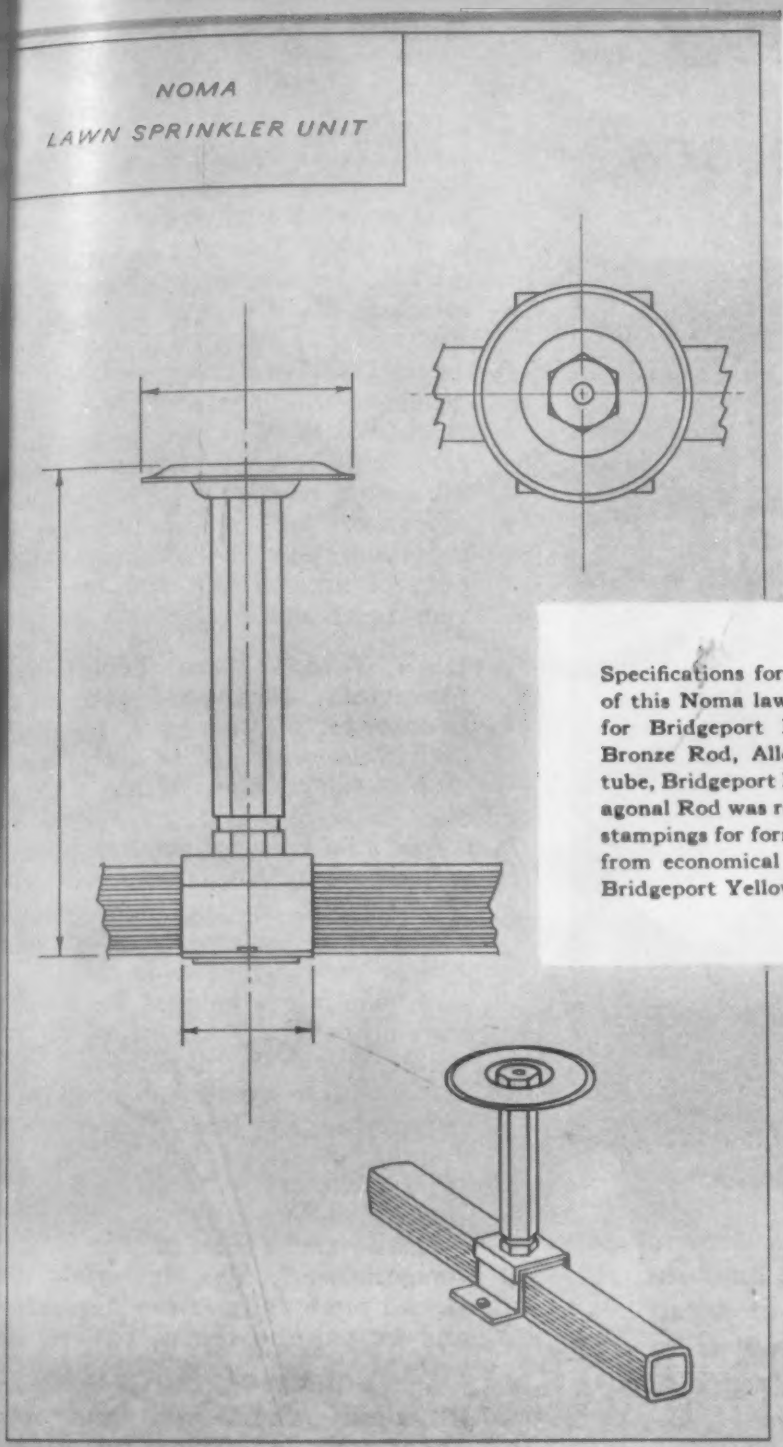 NOMA
LAWN SPRINKLER UNIT
Specifications for
of this Noma law
for Bridgeport
Bronze Rod, All
tube, Bridgeport
agonal Rod was r
stampings for for
from economical
Bridgeport Yello